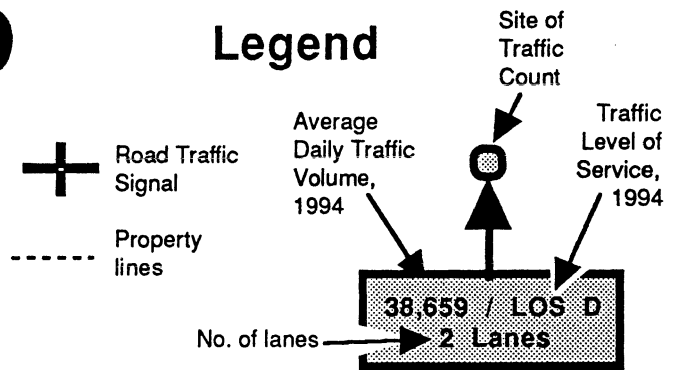 Legend
Site of
Traffic
Count
Average
Daily Traffic
Volume,
1994
Traffic
Level of
Service,
1994
Road Traffic
Signal
Property
lines
38,659 / LOS D
No. of lanes
2 Lanes